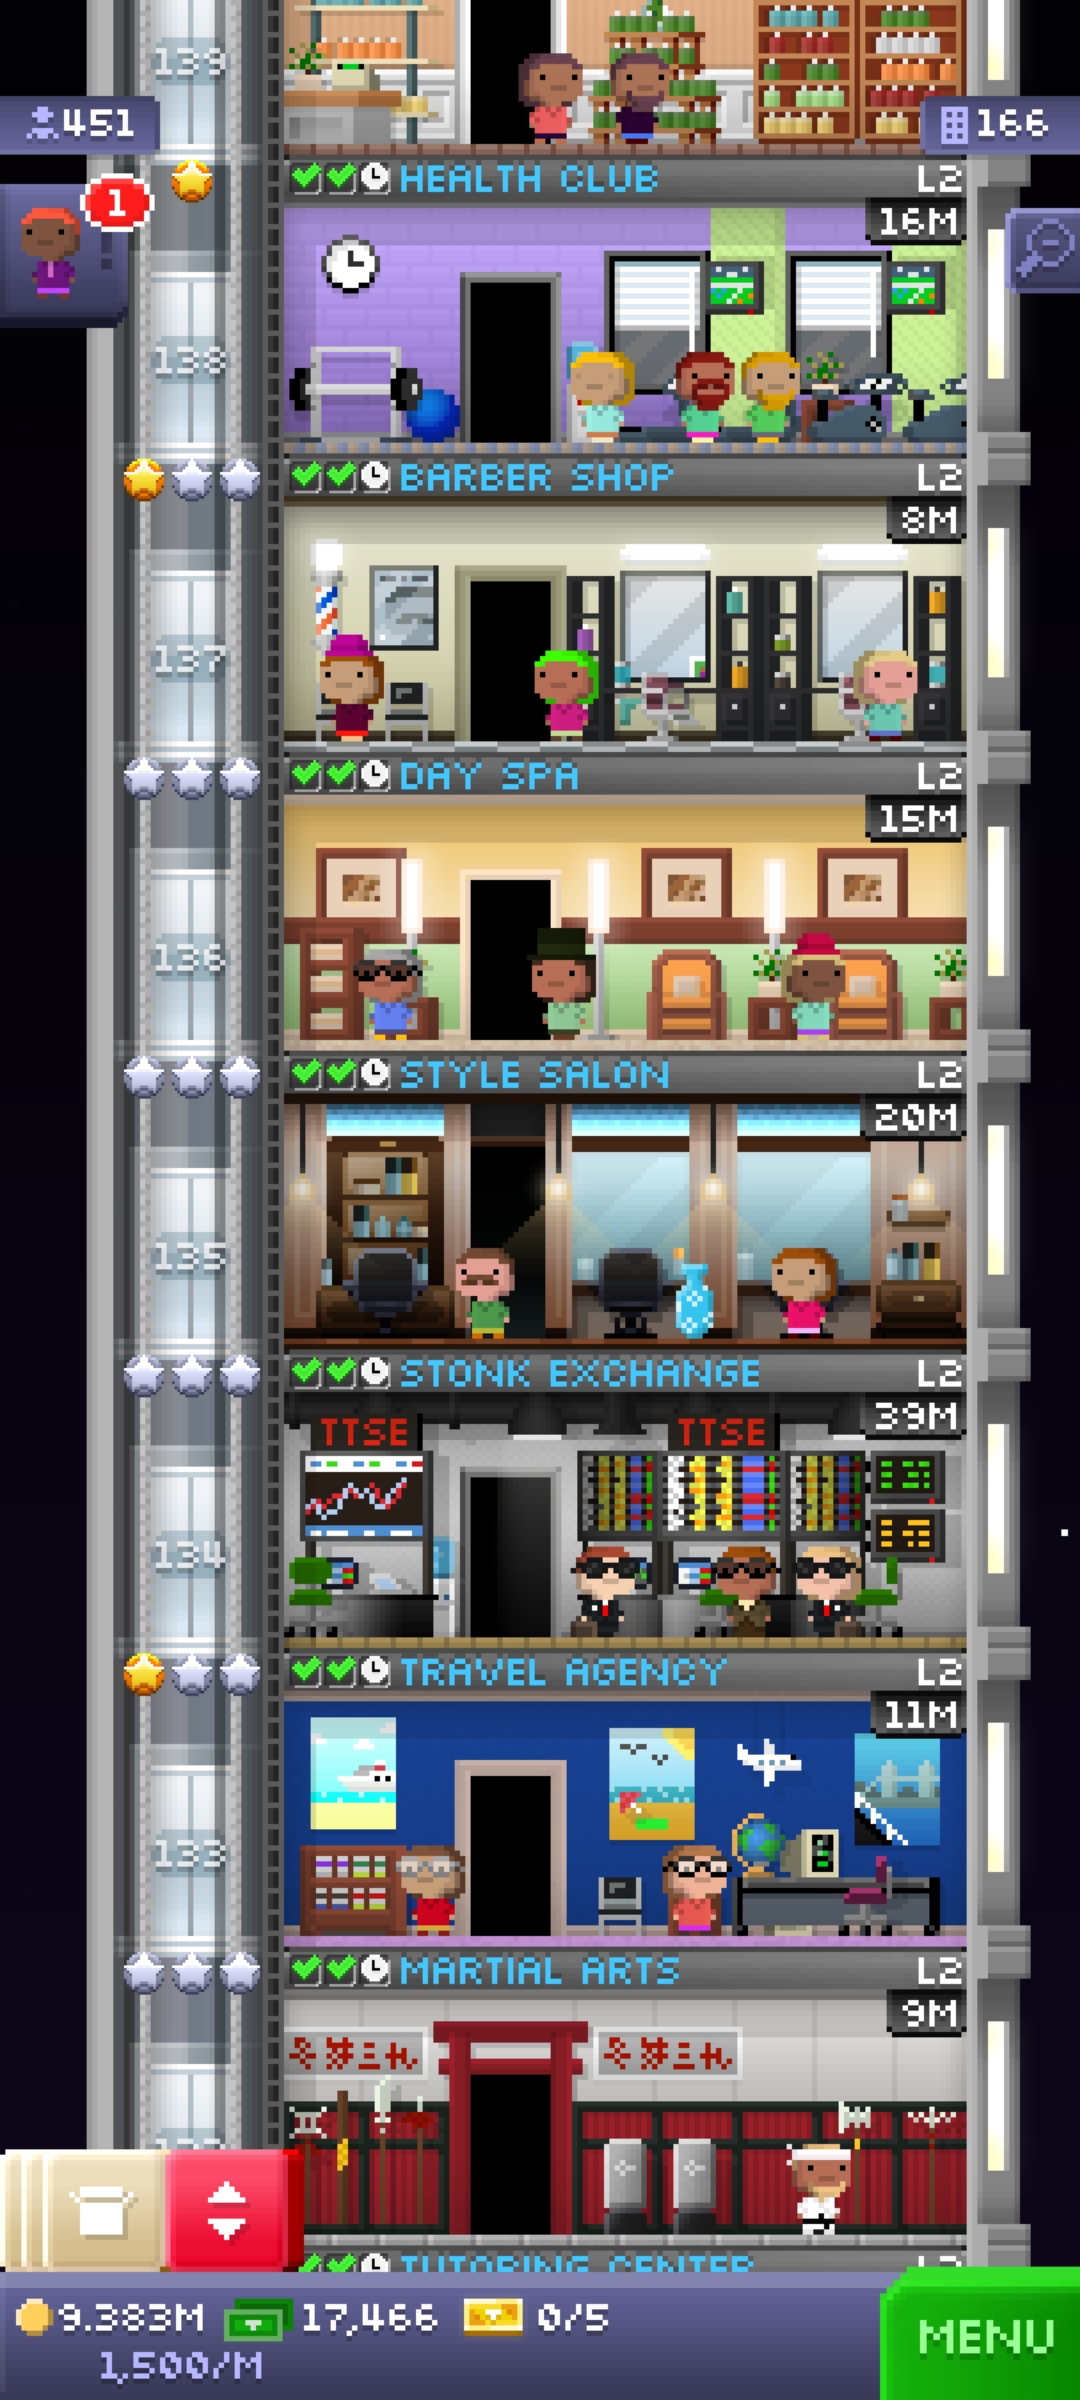 139
451
166
HEALTH CLUB L2
1
16M
138
BARBER SHOP L2
8M
137
DAY SPA L2
15M
136
STYLE SALON L2
20M
135
STONK EXCHANGE L2
39M
TTSE TTSE
134
TRAVEL AGENCY L2
11M
133
MARTIAL ARTS L2
9M
TUTORING CENTER L2
9.383M 17,466 0/5
1,500/M
MENU